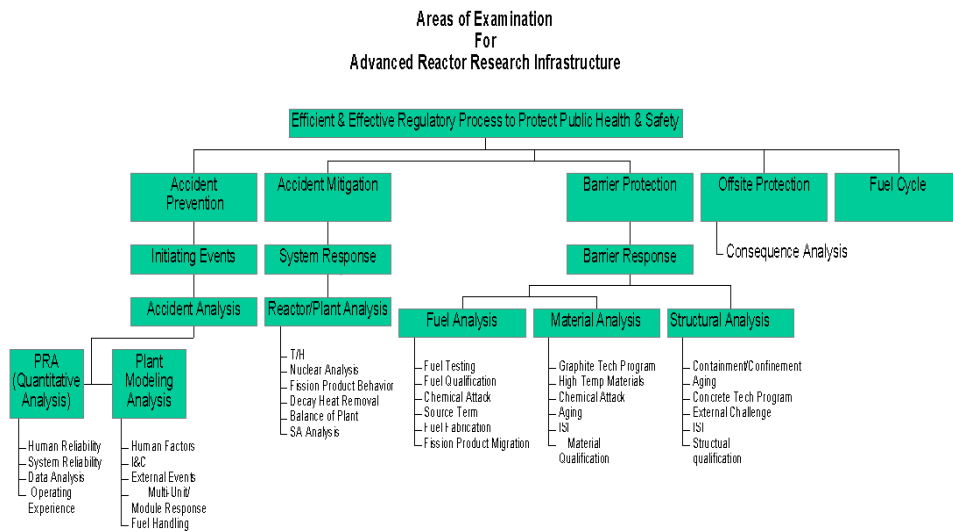 Areas of Examination
For
Advanced Reactor Research Infrastructure
Efficient & Effective Regulatory Process to Protect Public Health & Safety
Accident
Prevention
Accident Mitigation
Barrier Protection
Offsite Protection
Fuel Cycle
Initiating Events
System Response
Barrier Response
Consequence Analysis
Accident Analysis
Reactor/Plant Analysis
Fuel Analysis
Material Analysis
Structural Analysis
PRA
(Quantitative
Analysis)
Plant
Modeling
Analysis
T/H
Nuclear Analysis
Fission Product Behavior
Decay Heat Removal
Balance of Plant
SA Analysis
Fuel Testing
Fuel Qualification
Chemical Attack
Source Term
Fuel Fabrication
Fission Product Migration
Graphite Tech Program
High Temp Materials
Chemical Attack
Aging
ISI
Material
Qualification
Containment/Confinement
Aging
Concrete Tech Program
External Challenge
ISI
Structual
qualification
Human Reliability
System Reliability
Data Analysis
Operating
Experience
Human Factors
I&C
External Events
Multi-Unit/
Module Response
Fuel Handling